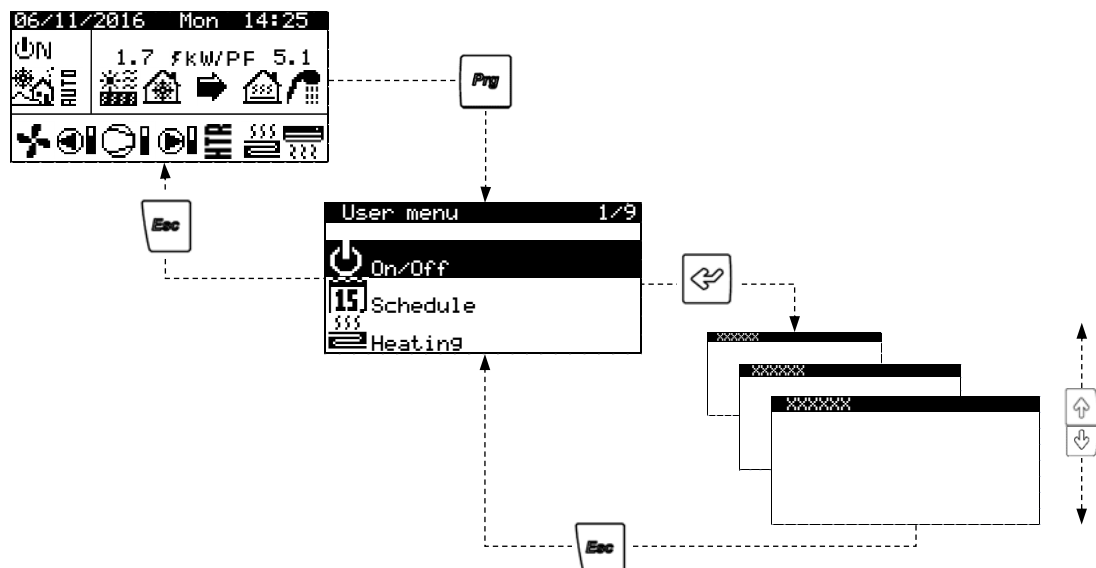 06/11/2016 Mon 14:25
ON
1.7 kW/PF 5.1
AUTO
HTR
Prg
Esc
User menu 1/9
On/Off
15 Schedule
Heating
XXXXXX
XXXXXX
XXXXXX
Esc